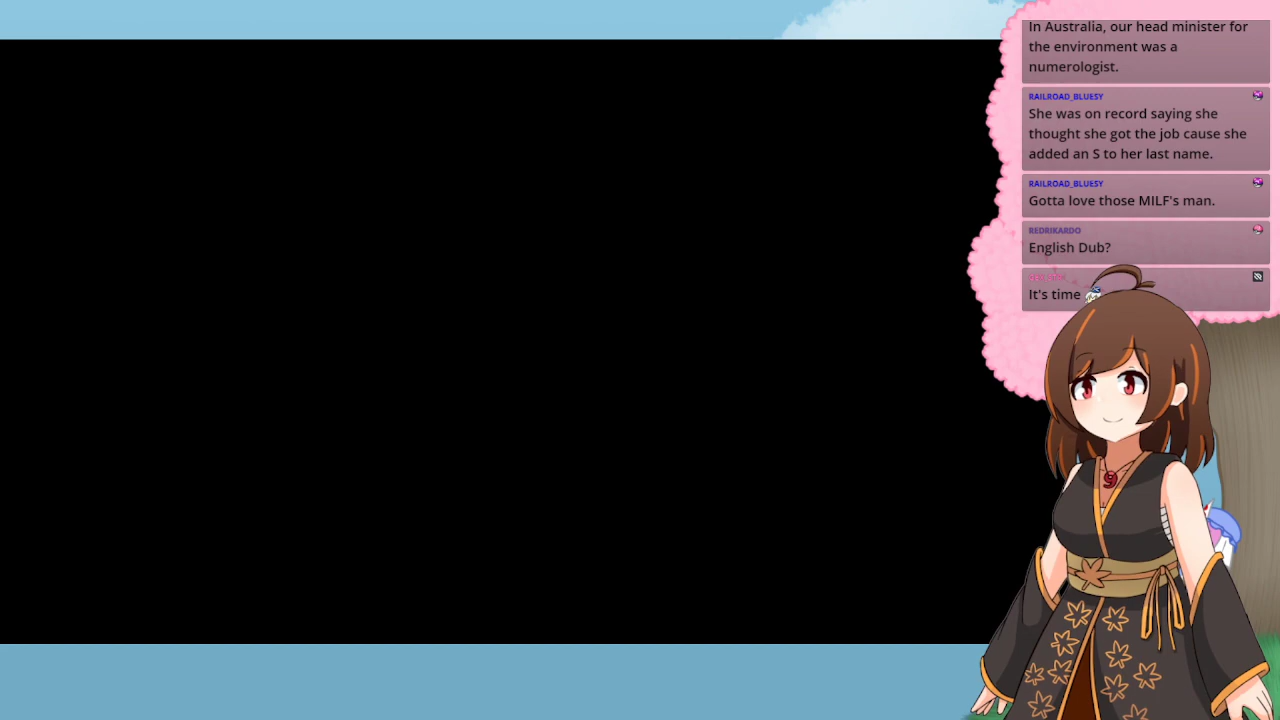 In Australia, our head minister for
the environment was a
numerologist.
RAILROAD_BLUESY
She was on record saying she
thought she got the job cause she
added an S to her last name.
RAILROAD_BLUESY
Gotta love those MILF's man.
REDRIKARDO
English Dub?
It's time
9